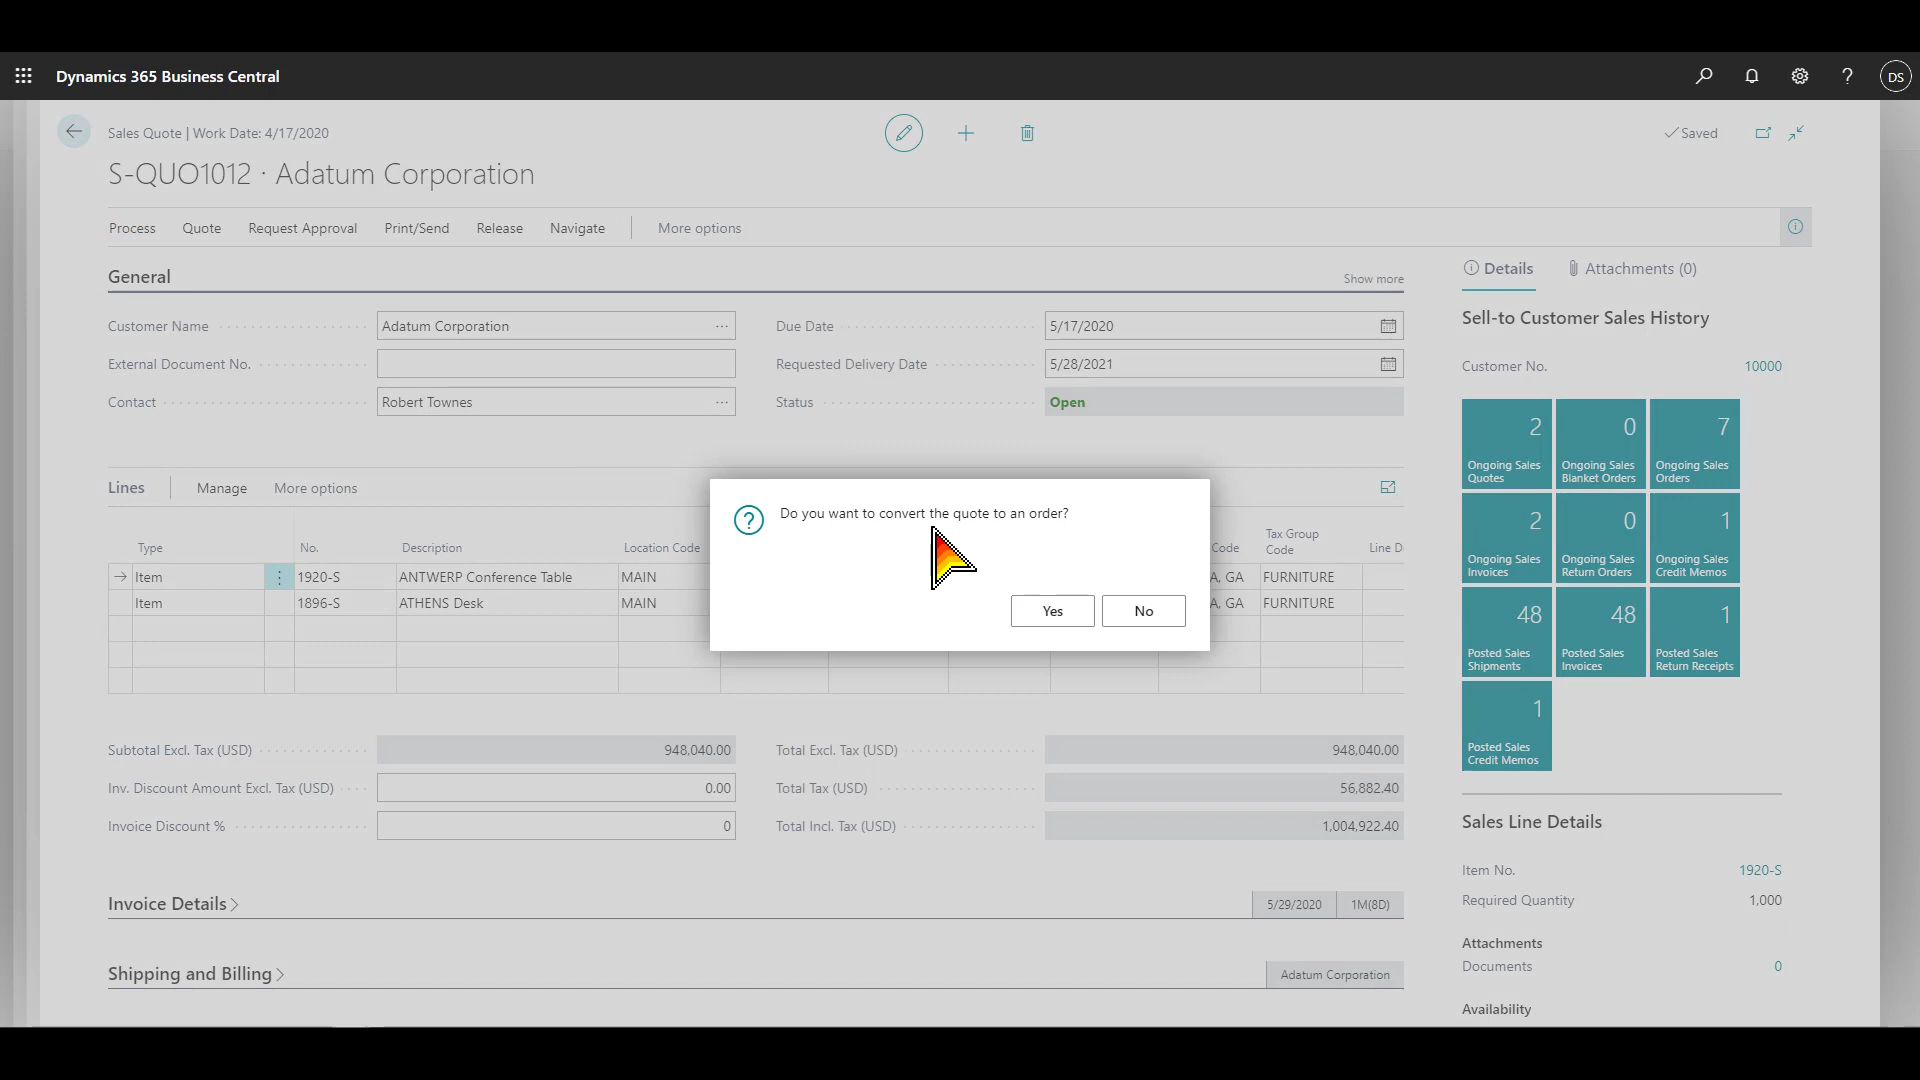 Dynamics 365 Business Central
DS
Sales Quote | Work Date: 4/17/2020
Saved
S-QUO1012 · Adatum Corporation
Process Quote Request Approval Print/Send Release Navigate More options
General
Show more
Customer Name Adatum Corporation
External Document No.
Contact Robert Townes
Due Date 5/17/2020
Requested Delivery Date 5/28/2021
Status Open
Lines Manage More options
Type No. Description Location Code Code Tax Group Code Line D
Item 1920-S ANTWERP Conference Table MAIN A, GA FURNITURE
Item 1896-S ATHENS Desk MAIN A, GA FURNITURE
Do you want to convert the quote to an order?
Yes No
Subtotal Excl. Tax (USD) 948,040.00
Inv. Discount Amount Excl. Tax (USD) 0.00
Invoice Discount % 0
Total Excl. Tax (USD) 948,040.00
Total Tax (USD) 56,882.40
Total Incl. Tax (USD) 1,004,922.40
Invoice Details
5/29/2020 1M(8D)
Shipping and Billing
Adatum Corporation
Details Attachments (0)
Sell-to Customer Sales History
Customer No. 10000
2
Ongoing Sales
Quotes
0
Ongoing Sales
Blanket Orders
7
Ongoing Sales
Orders
2
Ongoing Sales
Invoices
0
Ongoing Sales
Return Orders
1
Ongoing Sales
Credit Memos
48
Posted Sales
Shipments
48
Posted Sales
Invoices
1
Posted Sales
Return Receipts
1
Posted Sales
Credit Memos
Sales Line Details
Item No. 1920-S
Required Quantity 1,000
Attachments
Documents 0
Availability